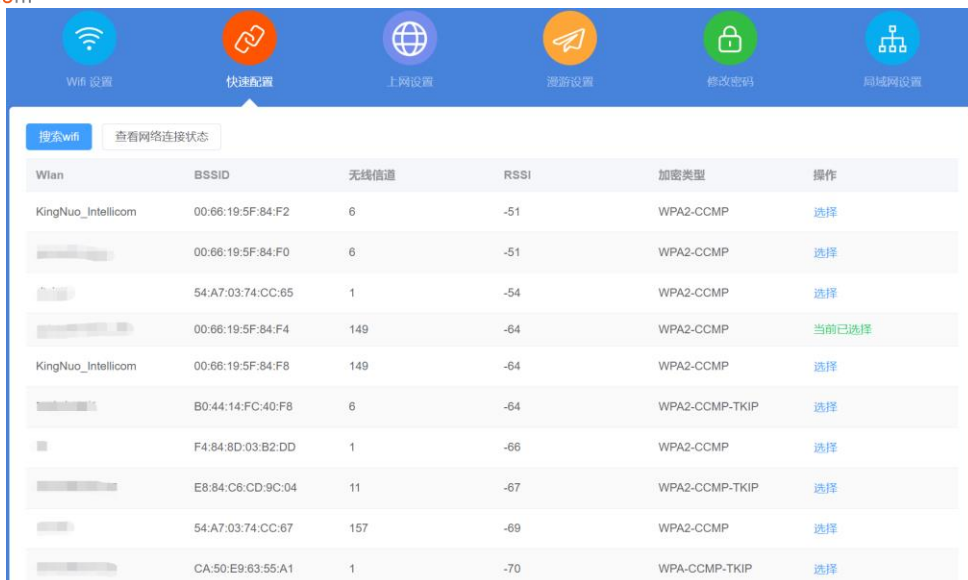 Wifi 设置 快速配置 上网设置 漫游设置 修改密码 局域网设置
搜索wifi 查看网络连接状态
Wlan BSSID 无线信道 RSSI 加密类型 操作
KingNuo_Intellicom 00:66:19:5F:84:F2 6 -51 WPA2-CCMP 选择
00:66:19:5F:84:F0 6 -51 WPA2-CCMP 选择
54:A7:03:74:CC:65 1 -54 WPA2-CCMP 选择
00:66:19:5F:84:F4 149 -64 WPA2-CCMP 当前已选择
KingNuo_Intellicom 00:66:19:5F:84:F8 149 -64 WPA2-CCMP 选择
B0:44:14:FC:40:F8 6 -64 WPA2-CCMP-TKIP 选择
F4:84:8D:03:B2:DD 1 -66 WPA2-CCMP 选择
E8:84:C6:CD:9C:04 11 -67 WPA2-CCMP-TKIP 选择
54:A7:03:74:CC:67 157 -69 WPA2-CCMP 选择
CA:50:E9:63:55:A1 1 -70 WPA-CCMP-TKIP 选择